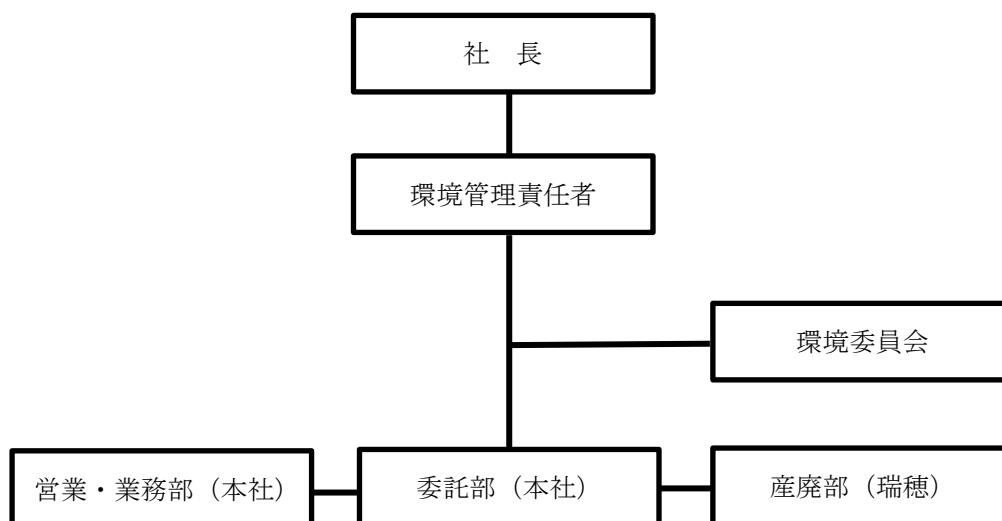 社　長
環境管理責任者
環境委員会
営業・業務部（本社）
委託部（本社）
産廃部（瑞穂）